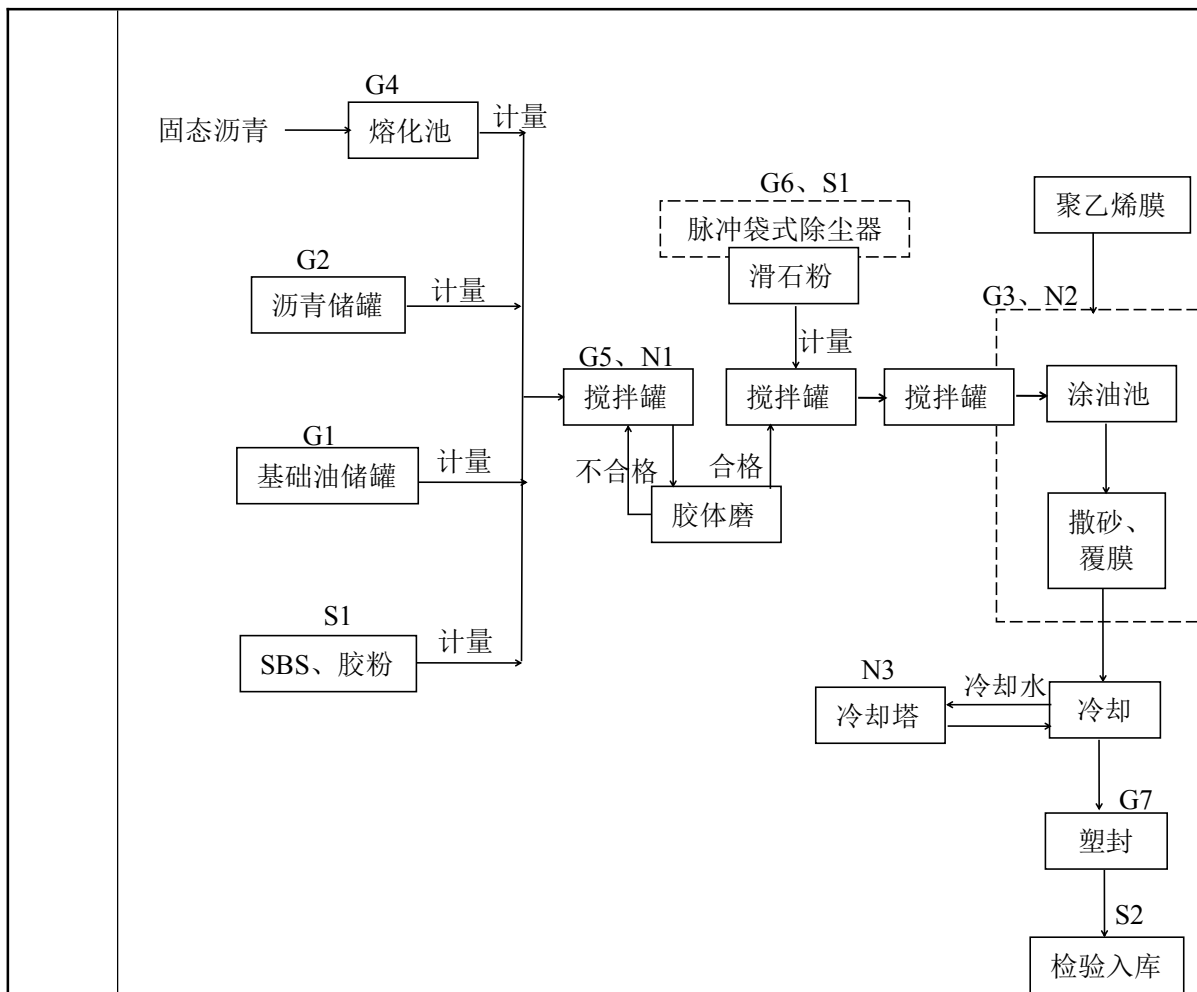 G4
固态沥青
熔化池
计量
G2
沥青储罐
计量
G1
基础油储罐
计量
S1
SBS、胶粉
计量
G5、N1
搅拌罐
不合格
合格
胶体磨
G6、S1
脉冲袋式除尘器
滑石粉
计量
搅拌罐
搅拌罐
聚乙烯膜
G3、N2
涂油池
撒砂、
覆膜
N3
冷却塔
冷却水
冷却
G7
塑封
S2
检验入库